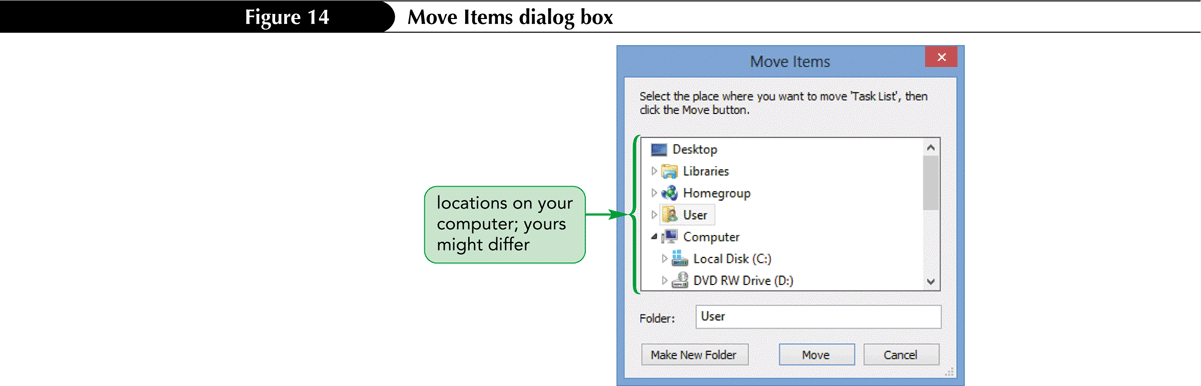 Figure 14 Move Items dialog box
Move Items
Select the place where you want to move 'Task List', then
click the Move button.
Desktop
Libraries
Homegroup
User
Computer
Local Disk (C:)
DVD RW Drive (D:)
locations on your
computer; yours
might differ
Folder: User
Make New Folder Move Cancel